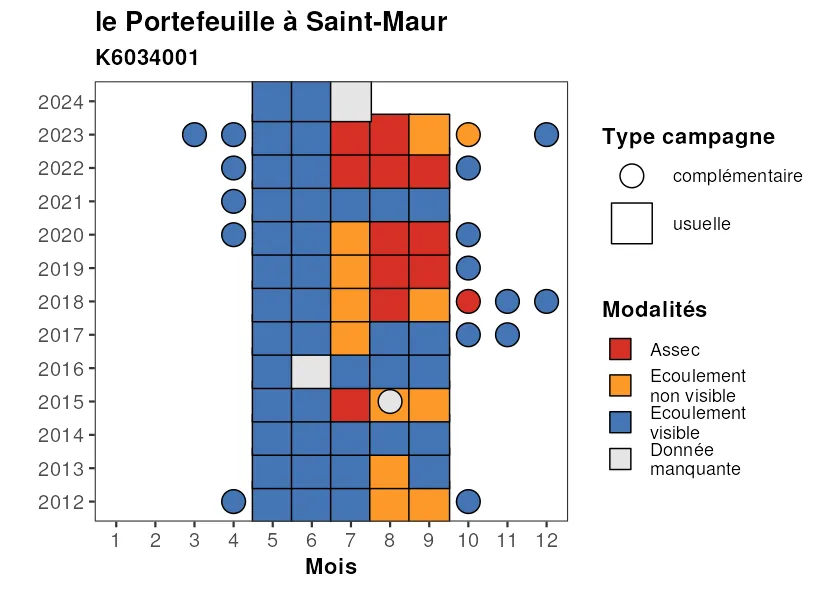 le Portefeuille à Saint-Maur
K6034001
2024
2023
2022
2021
2020
2019
2018
2017
2016
2015
2014
2013
2012
1 2 3 4 5 6 7 8 9 10 11 12
Mois
Type campagne
complémentaire
usuelle
Modalités
Assec
Ecoulement
non visible
Ecoulement
visible
Donnée
manquante